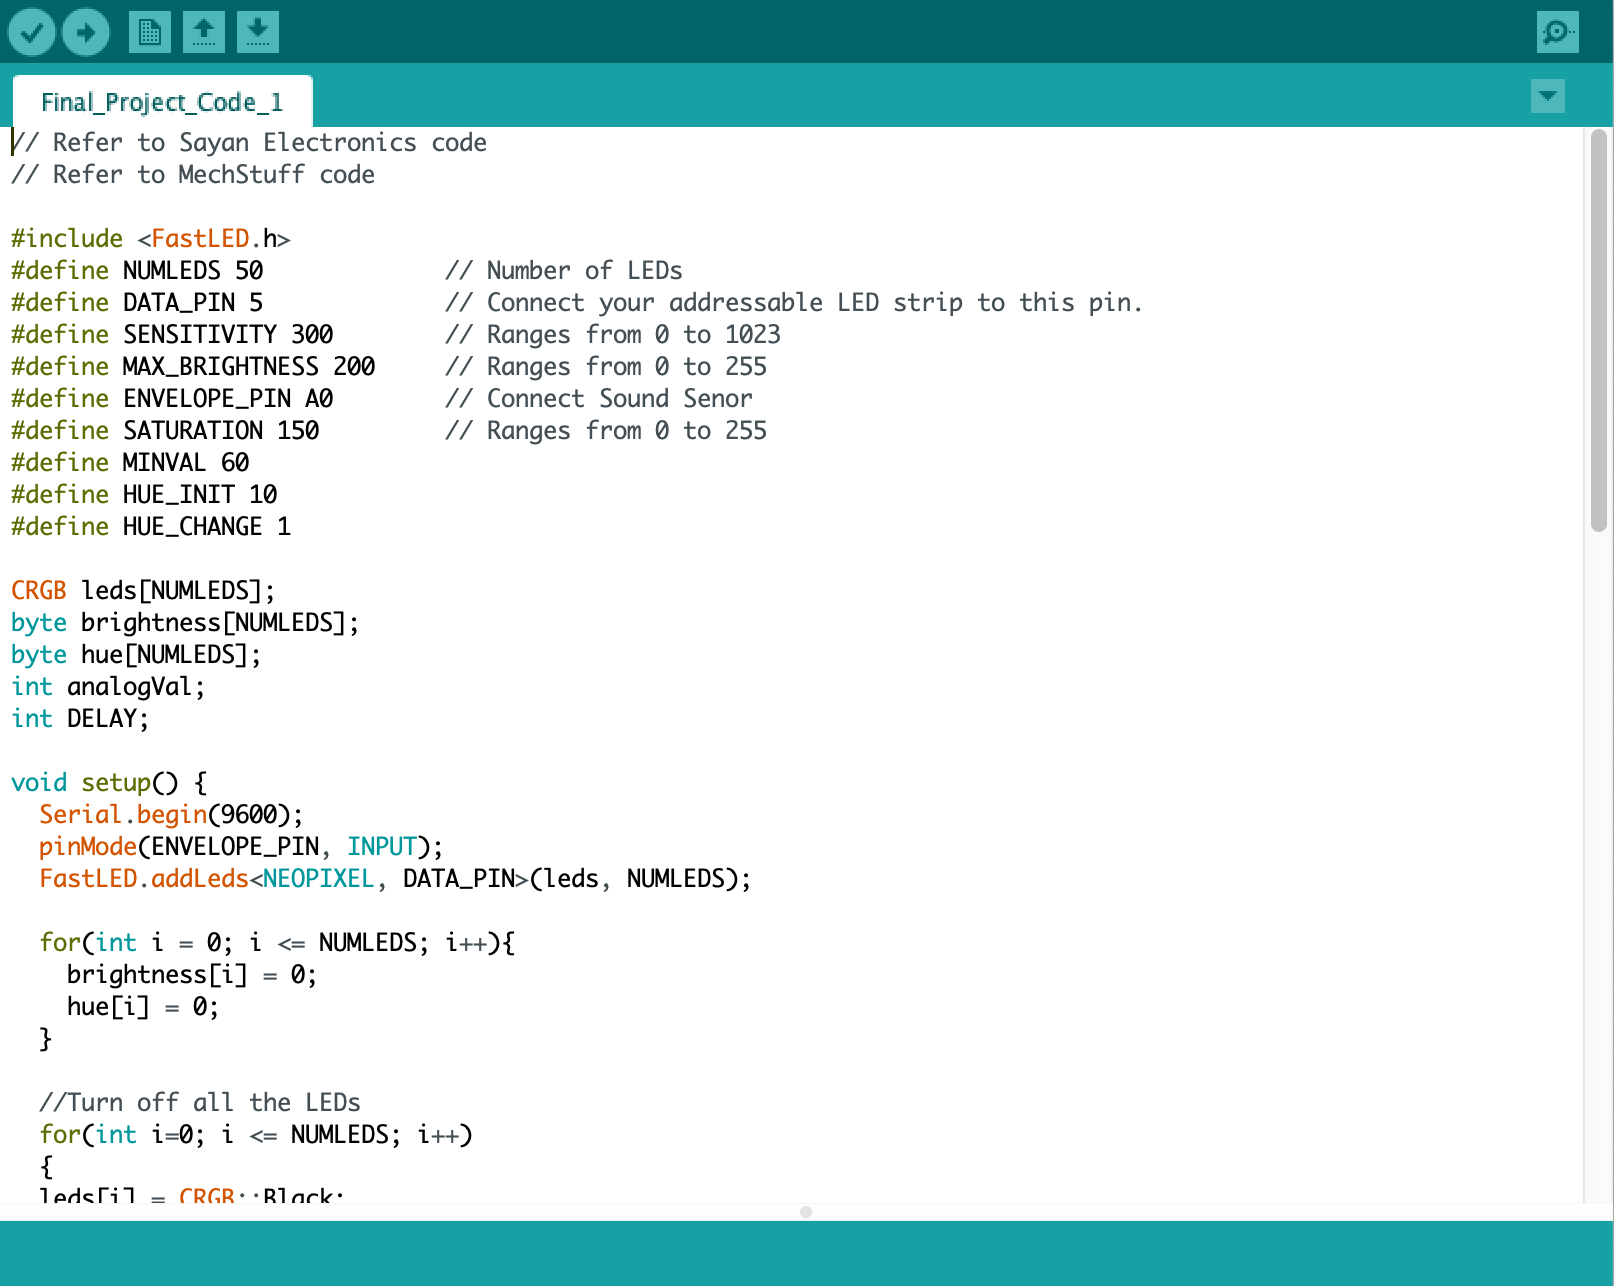 Final_Project_Code_1
// Refer to Sayan Electronics code
// Refer to MechStuff code
#include <FastLED.h>
#define NUMLEDS 50 // Number of LEDs
#define DATA_PIN 5 // Connect your addressable LED strip to this pin.
#define SENSITIVITY 300 // Ranges from 0 to 1023
#define MAX_BRIGHTNESS 200 // Ranges from 0 to 255
#define ENVELOPE_PIN A0 // Connect Sound Senor
#define SATURATION 150 // Ranges from 0 to 255
#define MINVAL 60
#define HUE_INIT 10
#define HUE_CHANGE 1
CRGB leds[NUMLEDS];
byte brightness[NUMLEDS];
byte hue[NUMLEDS];
int analogVal;
int DELAY;
void setup() {
Serial.begin(9600);
pinMode(ENVELOPE_PIN, INPUT);
FastLED.addLeds<NEOPIXEL, DATA_PIN>(leds, NUMLEDS);
for(int i = 0; i <= NUMLEDS; i++){
brightness[i] = 0;
hue[i] = 0;
}
//Turn off all the LEDs
for(int i=0; i <= NUMLEDS; i++)
{
leds[i] = CRGB::Black;